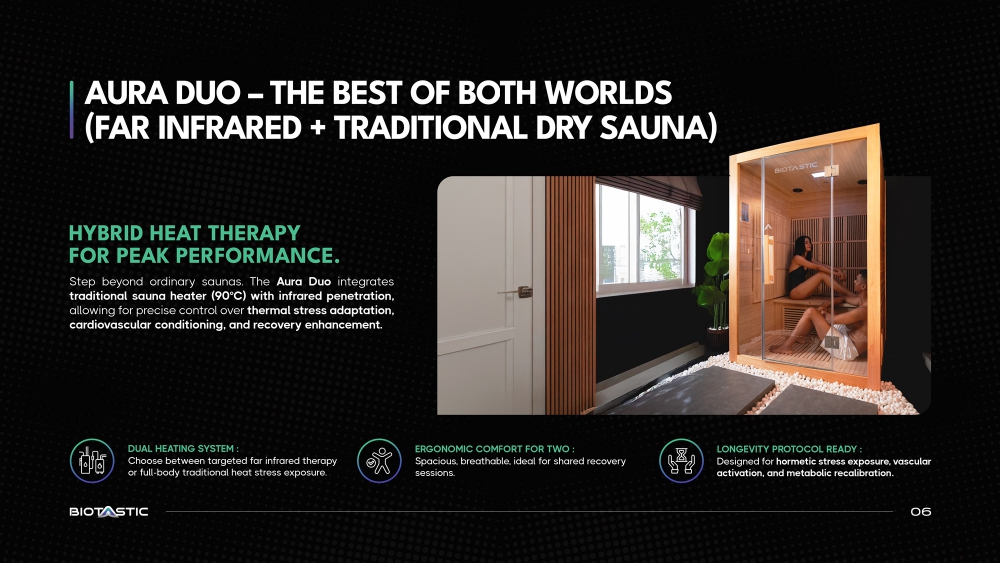 AURA DUO – THE BEST OF BOTH WORLDS
(FAR INFRARED + TRADITIONAL DRY SAUNA)
BIOTASTIC
HYBRID HEAT THERAPY
FOR PEAK PERFORMANCE.
Step beyond ordinary saunas. The Aura Duo integrates
traditional sauna heater (90°C) with infrared penetration,
allowing for precise control over thermal stress adaptation,
cardiovascular conditioning, and recovery enhancement.
DUAL HEATING SYSTEM :
Choose between targeted far infrared therapy
or full-body traditional heat stress exposure.
ERGONOMIC COMFORT FOR TWO :
Spacious, breathable, ideal for shared recovery
sessions.
LONGEVITY PROTOCOL READY :
Designed for hormetic stress exposure, vascular
activation, and metabolic recalibration.
BIOTASTIC
06